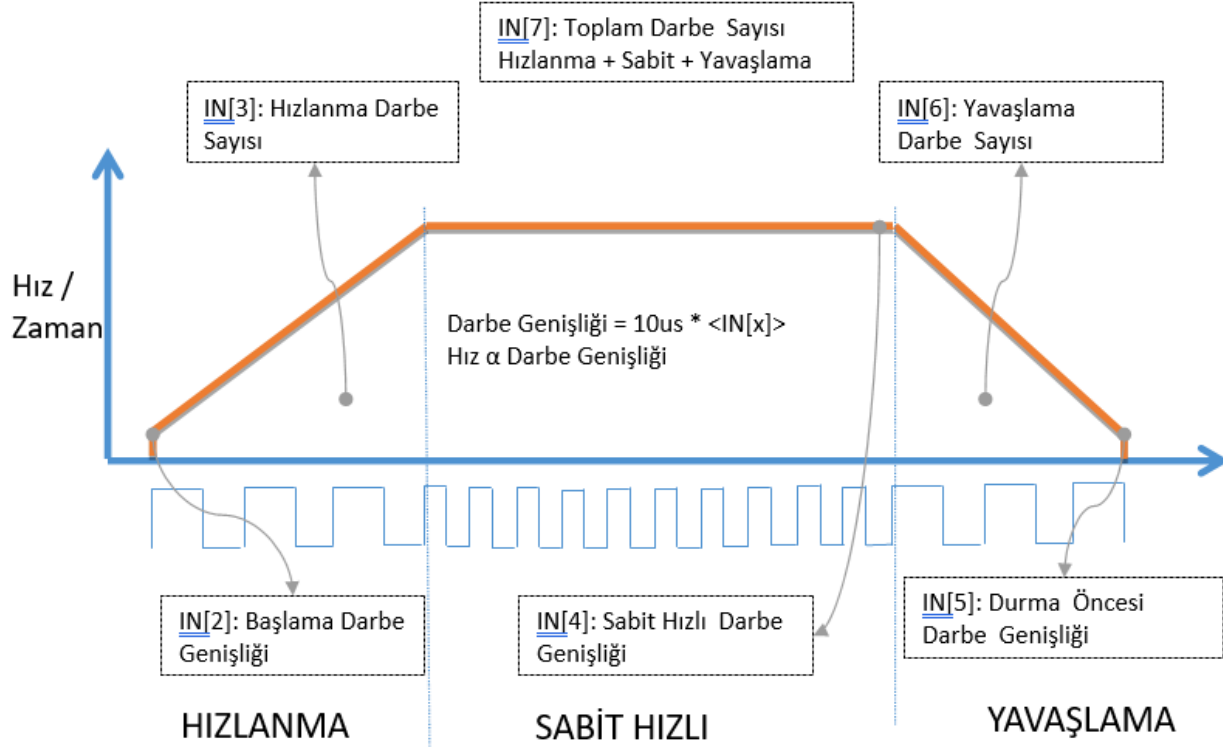 IN[7]: Toplam Darbe Sayısı
Hızlanma + Sabit + Yavaşlama
IN[3]: Hızlanma Darbe
Sayısı
IN[6]: Yavaşlama
Darbe Sayısı
Hız /
Zaman
Darbe Genişliği = 10us * <IN[x]>
Hız α Darbe Genişliği
IN[2]: Başlama Darbe
Genişliği
IN[4]: Sabit Hızlı Darbe
Genişliği
IN[5]: Durma Öncesi
Darbe Genişliği
HIZLANMA
SABİT HIZLI
YAVAŞLAMA